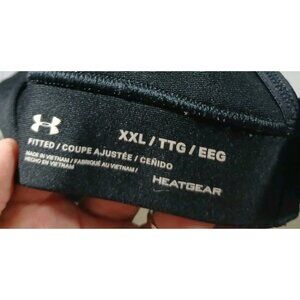 XXL / TTG / EEG
FITTED / COUPE AJUSTÉE / CEÑIDO
MADE IN VIETNAM / FABRIQUÉ AU VIETNAM /
HECHO EN VIETNAM
HEATGEAR